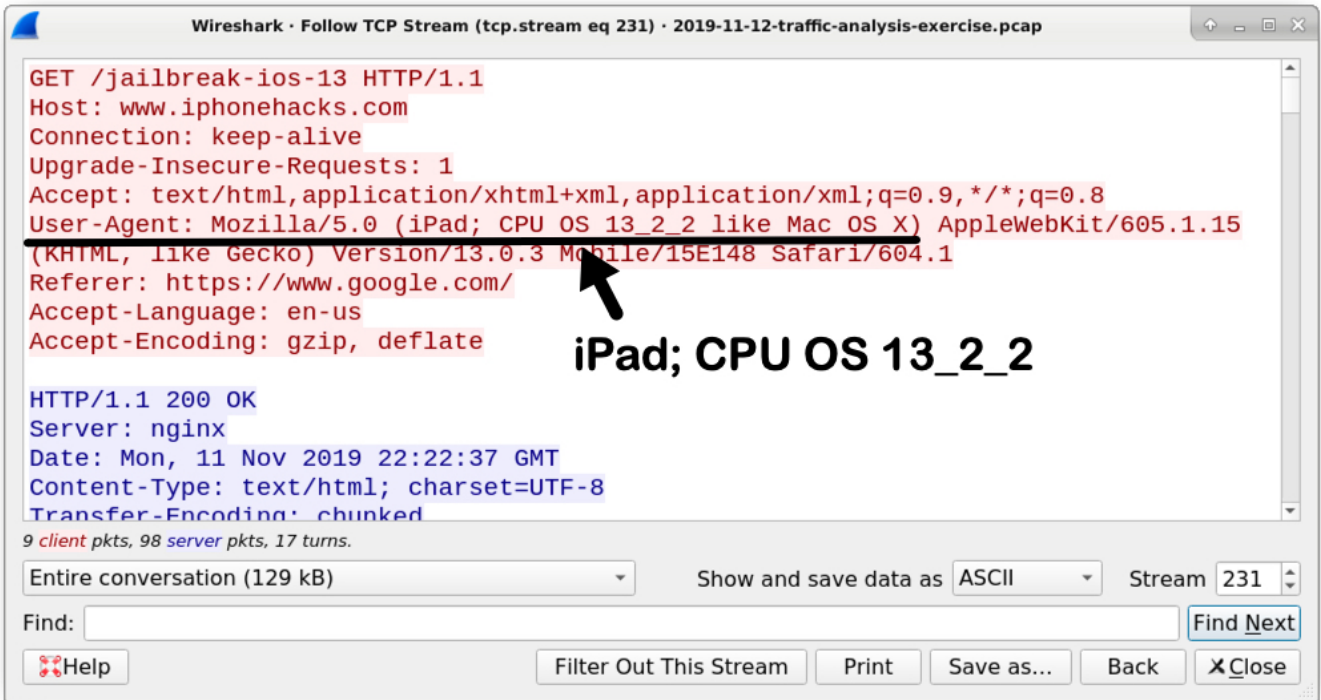 Wireshark · Follow TCP Stream (tcp.stream eq 231) · 2019-11-12-traffic-analysis-exercise.pcap
GET /jailbreak-ios-13 HTTP/1.1
Host: www.iphonehacks.com
Connection: keep-alive
Upgrade-Insecure-Requests: 1
Accept: text/html,application/xhtml+xml,application/xml;q=0.9,*/*;q=0.8
User-Agent: Mozilla/5.0 (iPad; CPU OS 13_2_2 like Mac OS X) AppleWebKit/605.1.15
(KHTML, like Gecko) Version/13.0.3 Mobile/15E148 Safari/604.1
Referer: https://www.google.com/
Accept-Language: en-us
Accept-Encoding: gzip, deflate
iPad; CPU OS 13_2_2
HTTP/1.1 200 OK
Server: nginx
Date: Mon, 11 Nov 2019 22:22:37 GMT
Content-Type: text/html; charset=UTF-8
Transfer-Encoding: chunked
9 client pkts, 98 server pkts, 17 turns.
Entire conversation (129 kB) Show and save data as ASCII Stream 231
Find: Find Next
Help Filter Out This Stream Print Save as... Back Close